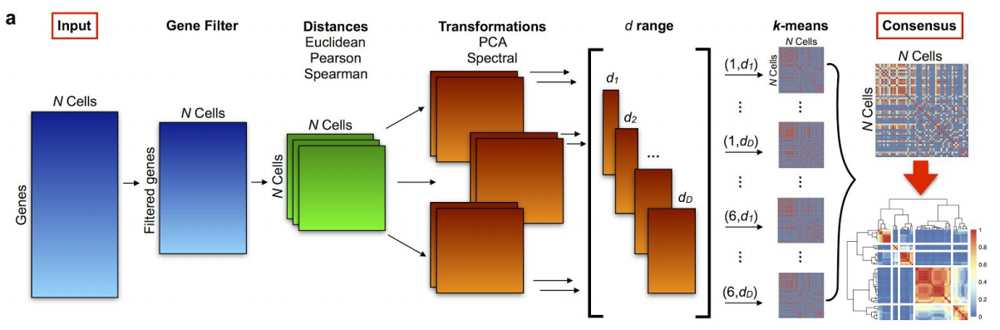 a
Input
Gene Filter
Distances
Euclidean
Pearson
Spearman
Transformations
PCA
Spectral
d range
k-means
Consensus
N Cells
Genes
N Cells
Filtered genes
N Cells
N Cells
d1
d2
...
dD
(1,d1)
⋮
(1,dD)
⋮
(6,d1)
⋮
(6,dD)
N Cells
N Cells
⋮
⋮
⋮
N Cells
N Cells
1
0.8
0.6
0.4
0.2
0